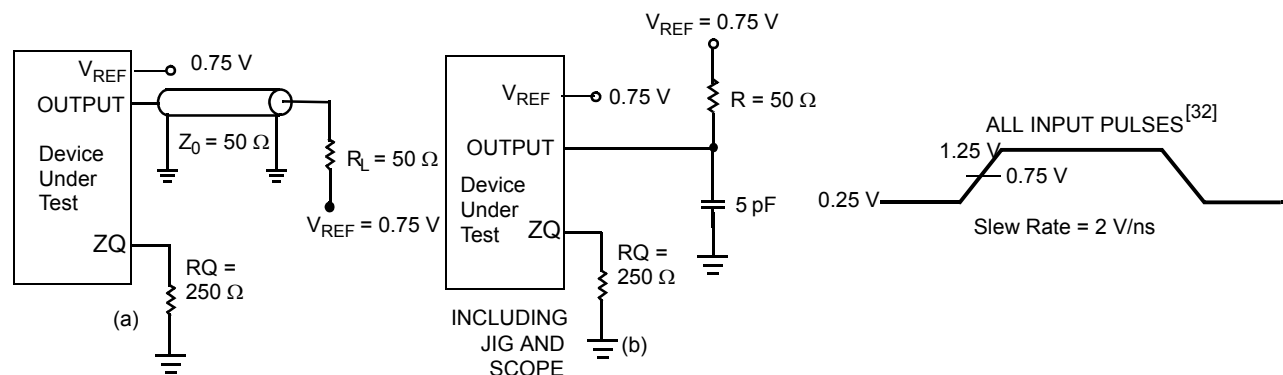 V_REF 0.75 V
OUTPUT
Z_0 = 50 Ω
Device
Under
Test
R_L = 50 Ω
V_REF = 0.75 V
ZQ
RQ =
250 Ω
(a)
V_REF = 0.75 V
R = 50 Ω
V_REF 0.75 V
OUTPUT
Device
Under
Test
5 pF
ZQ
RQ =
250 Ω
INCLUDING
JIG AND
SCOPE
(b)
ALL INPUT PULSES[32]
1.25 V
0.75 V
0.25 V
Slew Rate = 2 V/ns